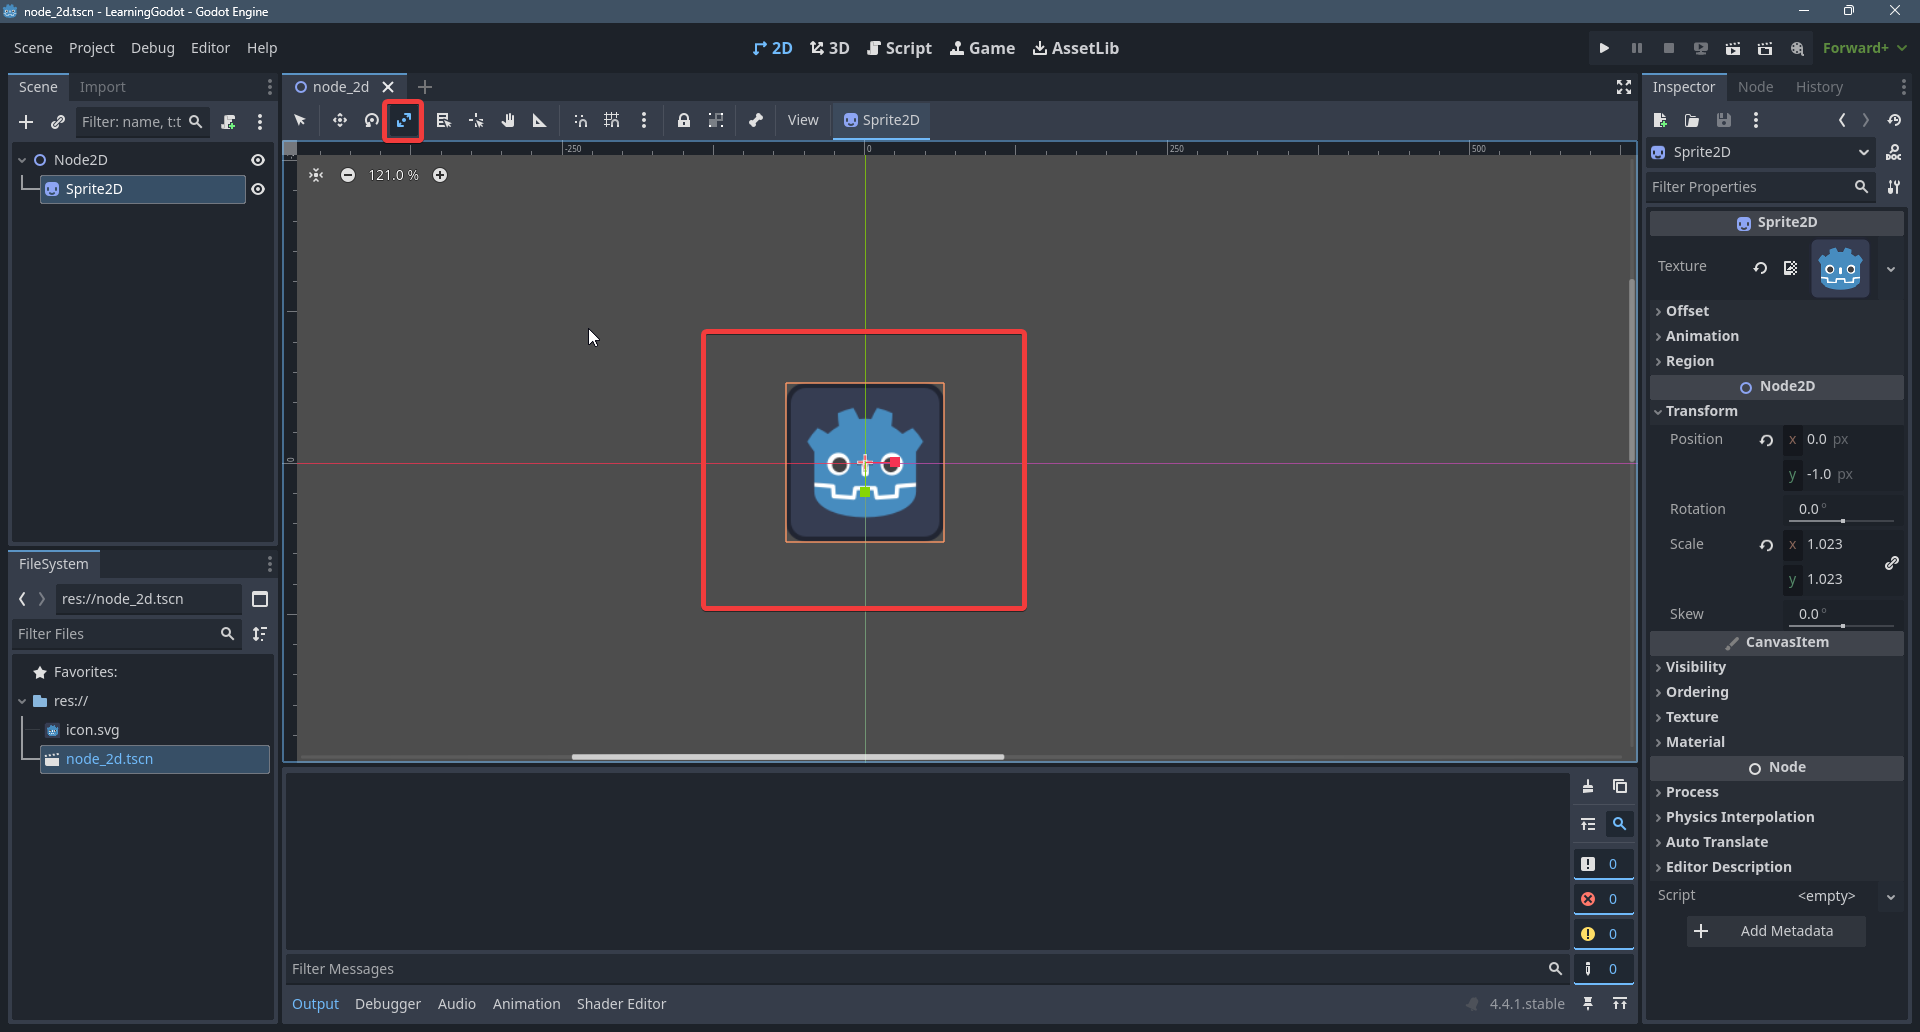 node_2d.tscn - LearningGodot - Godot Engine
Scene Project Debug Editor Help
2D 3D Script Game AssetLib
Forward+
Scene Import
node_2d
Inspector Node History
Filter: name, t:t
View Sprite2D
-250 0 250 500
0
Node2D
Sprite2D
121.0 %
Sprite2D
Filter Properties
Sprite2D
Texture
Offset
Animation
Region
Node2D
Transform
Position x 0.0 px
y -1.0 px
Rotation 0.0 °
Scale x 1.023
y 1.023
Skew 0.0 °
CanvasItem
Visibility
Ordering
Texture
Material
Node
Process
Physics Interpolation
Auto Translate
Editor Description
Script <empty>
Add Metadata
FileSystem
res://node_2d.tscn
Filter Files
Favorites:
res://
icon.svg
node_2d.tscn
0
0
0
0
Filter Messages
Output Debugger Audio Animation Shader Editor
4.4.1.stable